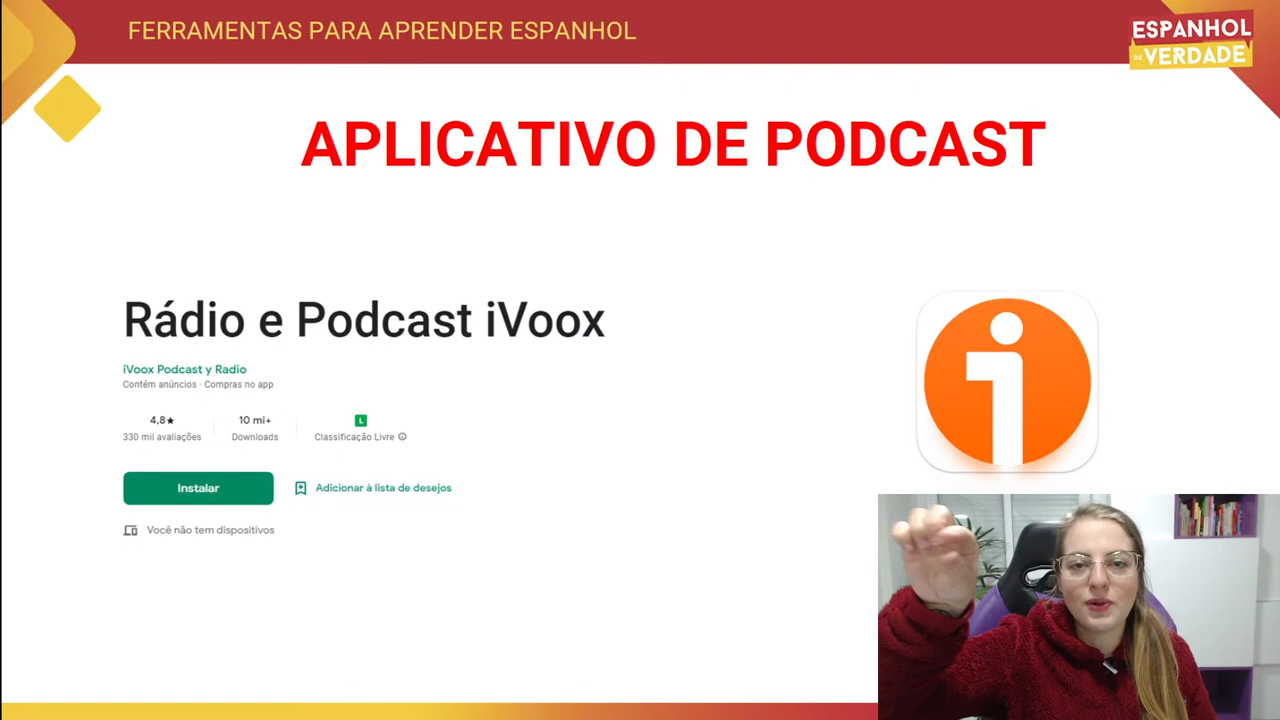 FERRAMENTAS PARA APRENDER ESPANHOL
ESPANHOL
DE VERDADE
APLICATIVO DE PODCAST
Rádio e Podcast iVoox
iVoox Podcast y Radio
Contém anúncios · Compras no app
4,8★ 10 mi+ L
330 mil avaliações Downloads Classificação Livre
Instalar Adicionar à lista de desejos
Você não tem dispositivos